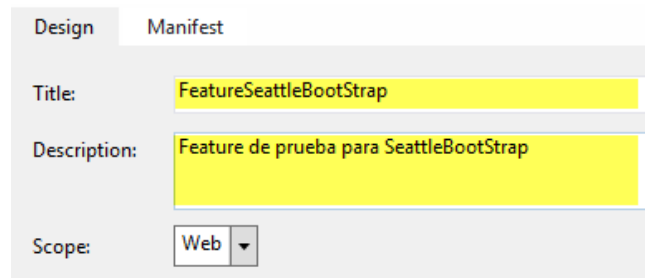 Design Manifest
Title: FeatureSeattleBootStrap
Description: Feature de prueba para SeattleBootStrap
Scope: Web